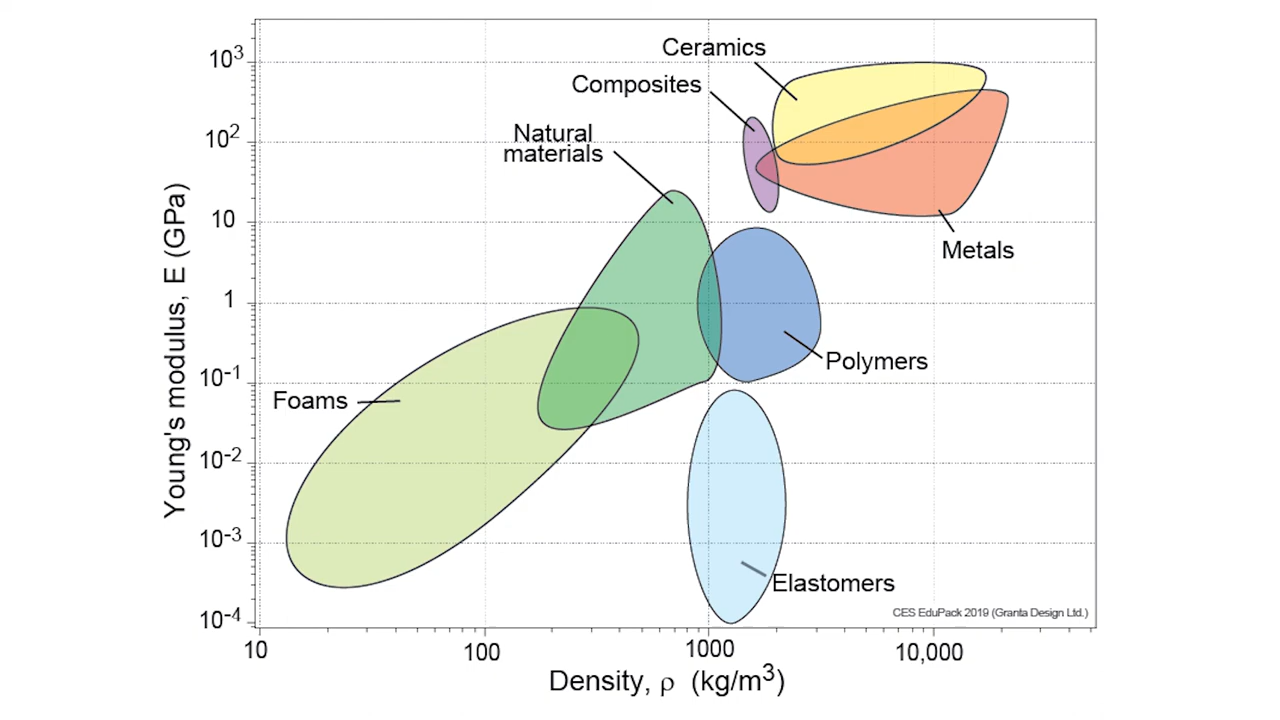 Ceramics
Composites
Natural
materials
Metals
Polymers
Foams
Elastomers
CES EduPack 2019 (Granta Design Ltd.)
Young's modulus, E (GPa)
10³
10²
10
1
10⁻¹
10⁻²
10⁻³
10⁻⁴
10 100 1000 10,000
Density, ρ (kg/m³)